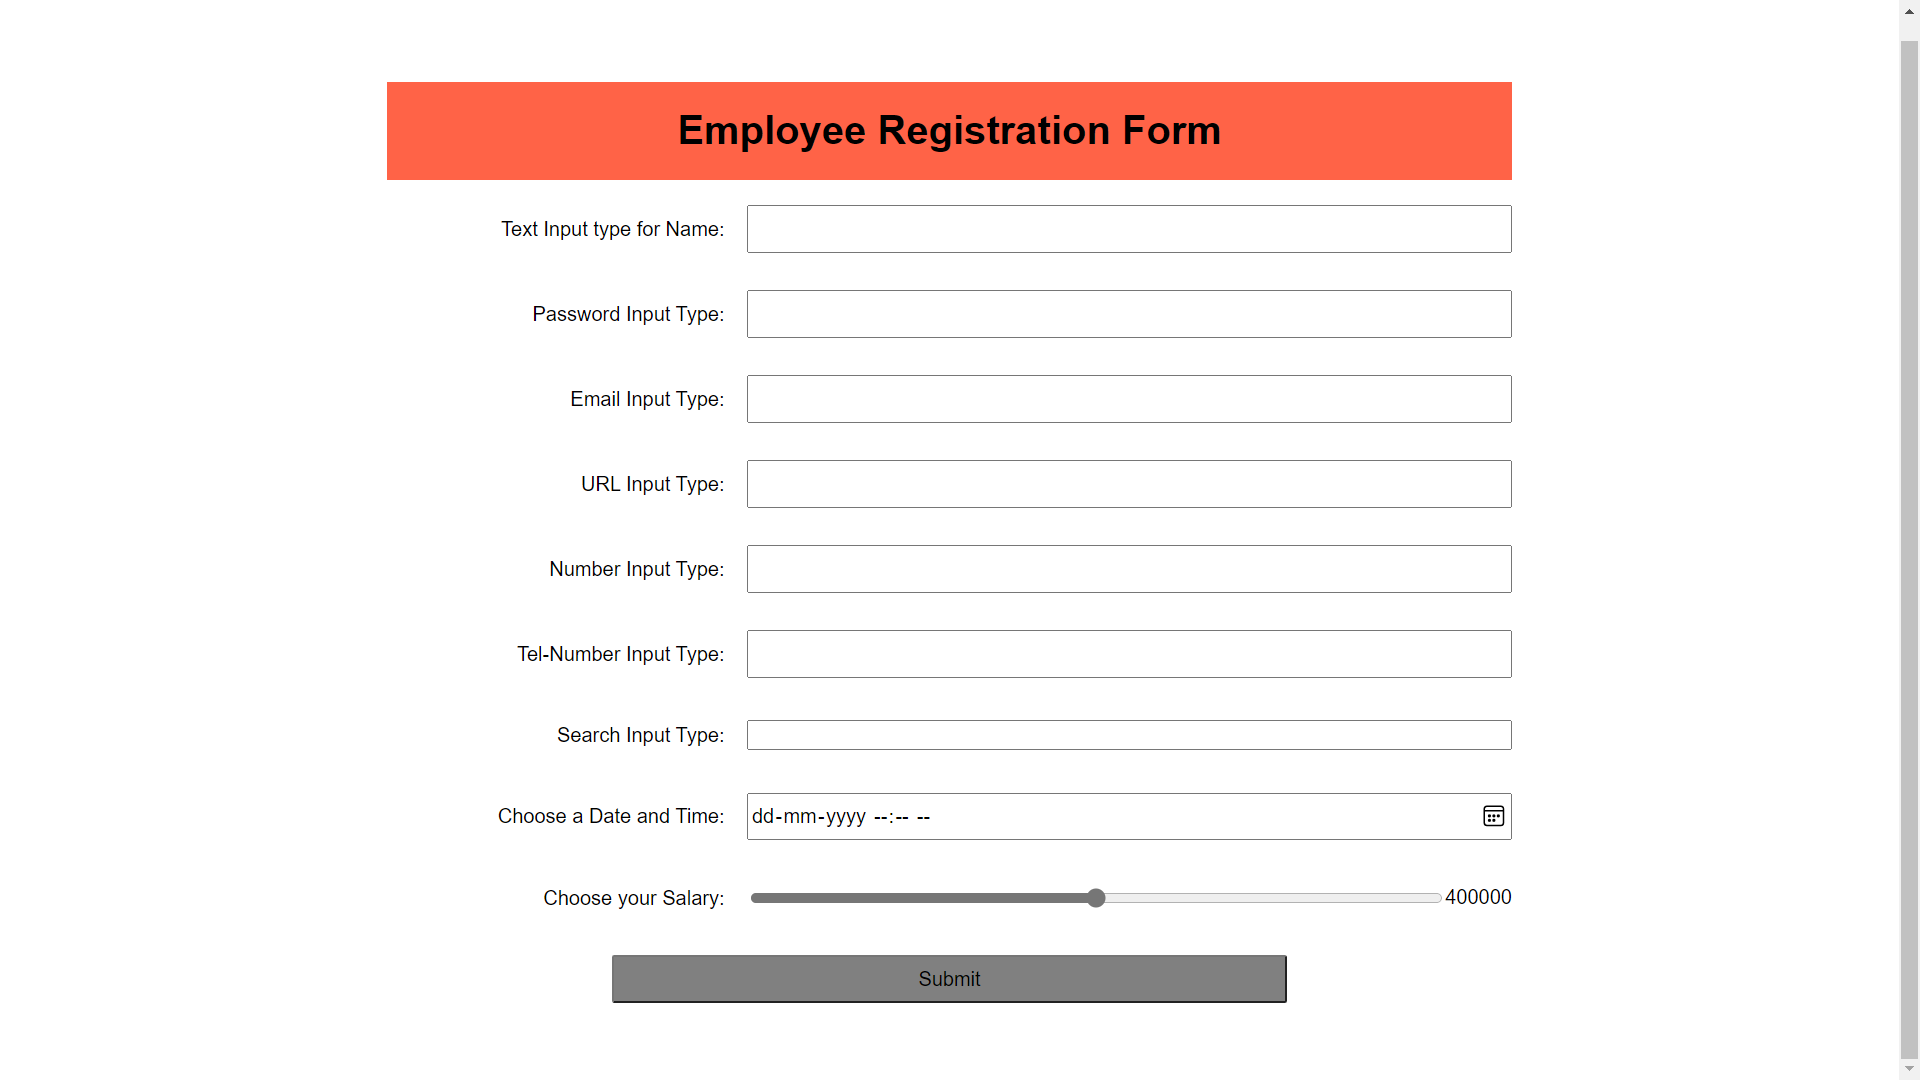 Employee Registration Form
Text Input type for Name:
Password Input Type:
Email Input Type:
URL Input Type:
Number Input Type:
Tel-Number Input Type:
Search Input Type:
Choose a Date and Time: dd-mm-yyyy --:-- --
Choose your Salary: 400000
Submit